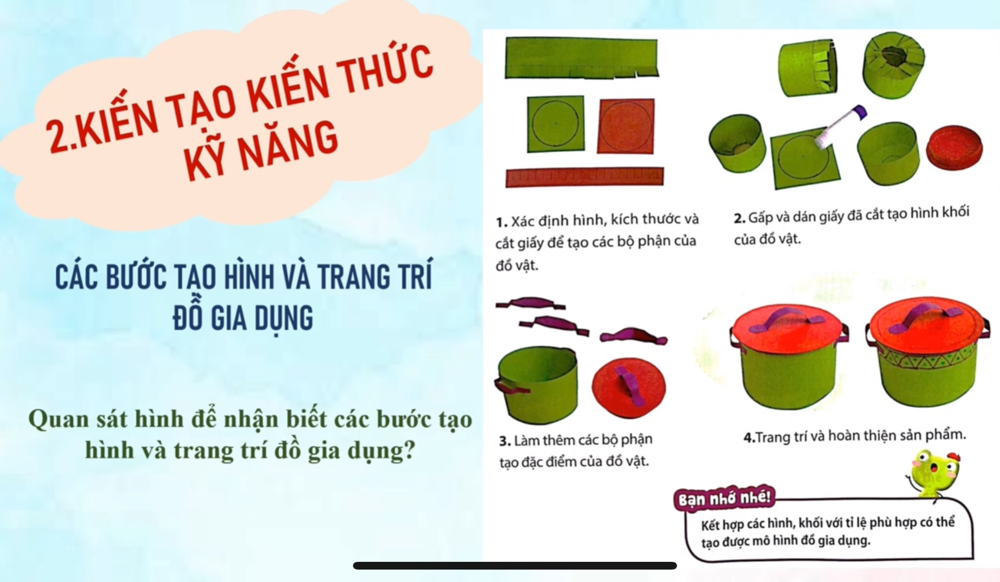 2.KIẾN TẠO KIẾN THỨC
KỸ NĂNG
CÁC BƯỚC TẠO HÌNH VÀ TRANG TRÍ
ĐỒ GIA DỤNG
Quan sát hình để nhận biết các bước tạo
hình và trang trí đồ gia dụng?
1. Xác định hình, kích thước và
cắt giấy để tạo các bộ phận của
đồ vật.
2. Gấp và dán giấy đã cắt tạo hình khối
của đồ vật.
3. Làm thêm các bộ phận
tạo đặc điểm của đồ vật.
4.Trang trí và hoàn thiện sản phẩm.
Bạn nhớ nhé!
Kết hợp các hình, khối với tỉ lệ phù hợp có thể
tạo được mô hình đồ gia dụng.